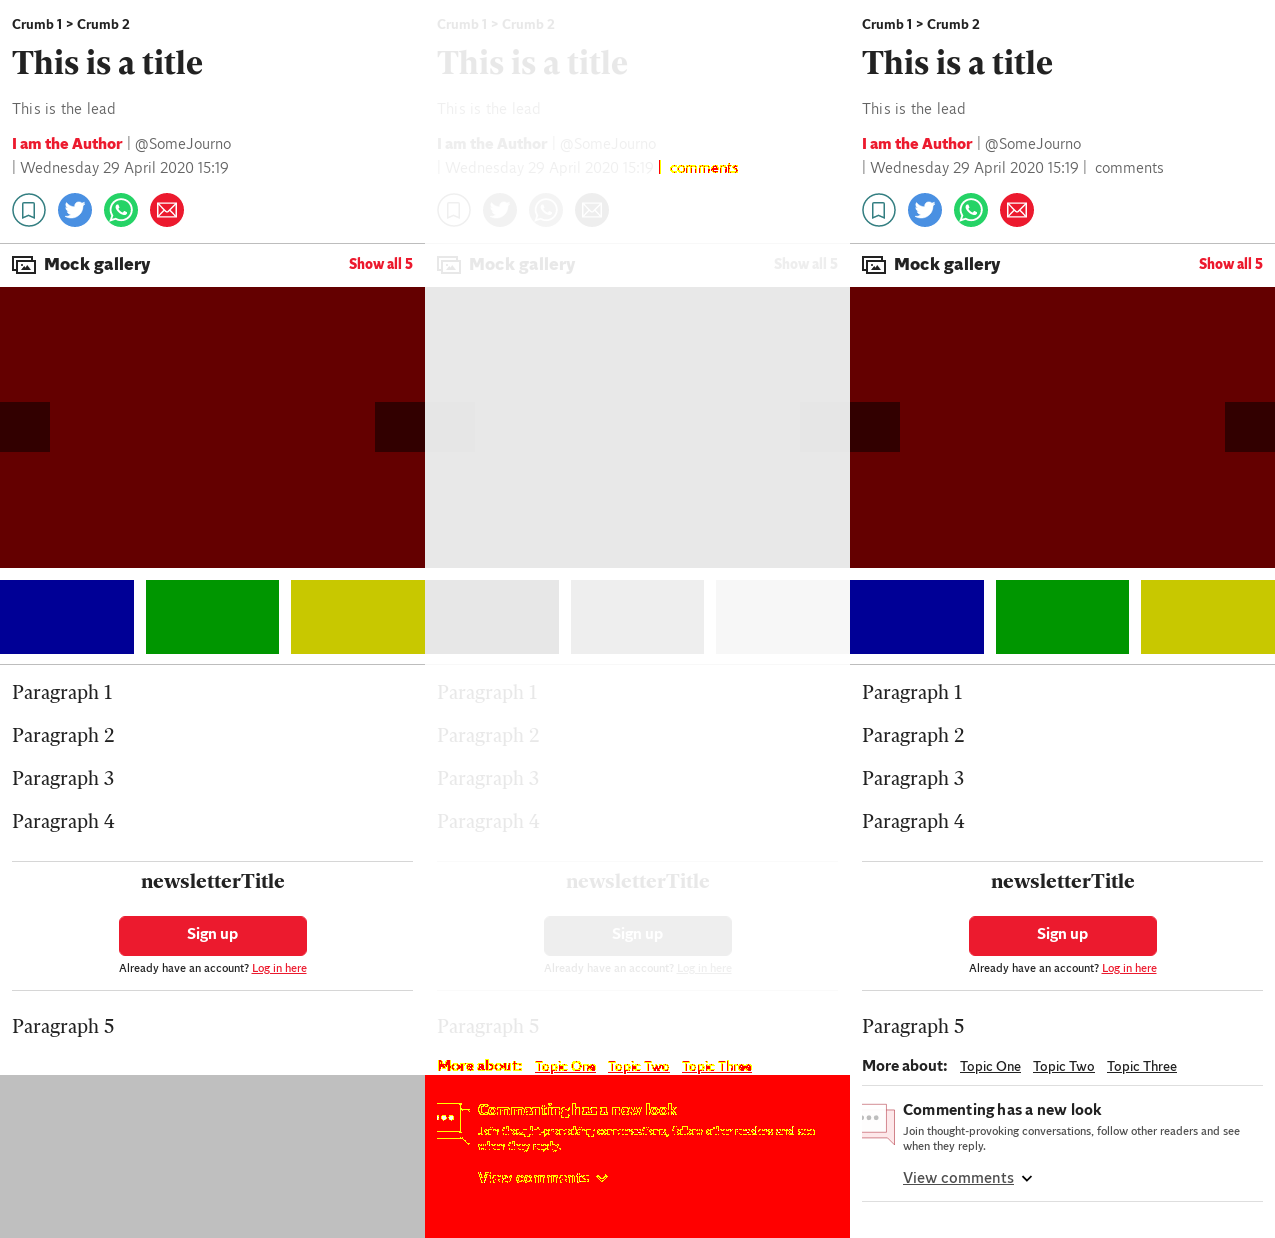 Crumb 1 > Crumb 2
This is a title
This is the lead
I am the Author | @SomeJourno
| Wednesday 29 April 2020 15:19
Mock gallery
Show all 5
Paragraph 1
Paragraph 2
Paragraph 3
Paragraph 4
newsletterTitle
Sign up
Already have an account? Log in here
Paragraph 5
Crumb 1 > Crumb 2
This is a title
This is the lead
I am the Author | @SomeJourno
| Wednesday 29 April 2020 15:19 | comments
Mock gallery
Show all 5
Paragraph 1
Paragraph 2
Paragraph 3
Paragraph 4
newsletterTitle
Sign up
Already have an account? Log in here
Paragraph 5
More about: Topic One Topic Two Topic Three
Commenting has a new look
Join thought-provoking conversations, follow other readers and see
when they reply.
View comments
Crumb 1 > Crumb 2
This is a title
This is the lead
I am the Author | @SomeJourno
| Wednesday 29 April 2020 15:19 | comments
Mock gallery
Show all 5
Paragraph 1
Paragraph 2
Paragraph 3
Paragraph 4
newsletterTitle
Sign up
Already have an account? Log in here
Paragraph 5
More about: Topic One Topic Two Topic Three
Commenting has a new look
Join thought-provoking conversations, follow other readers and see
when they reply.
View comments